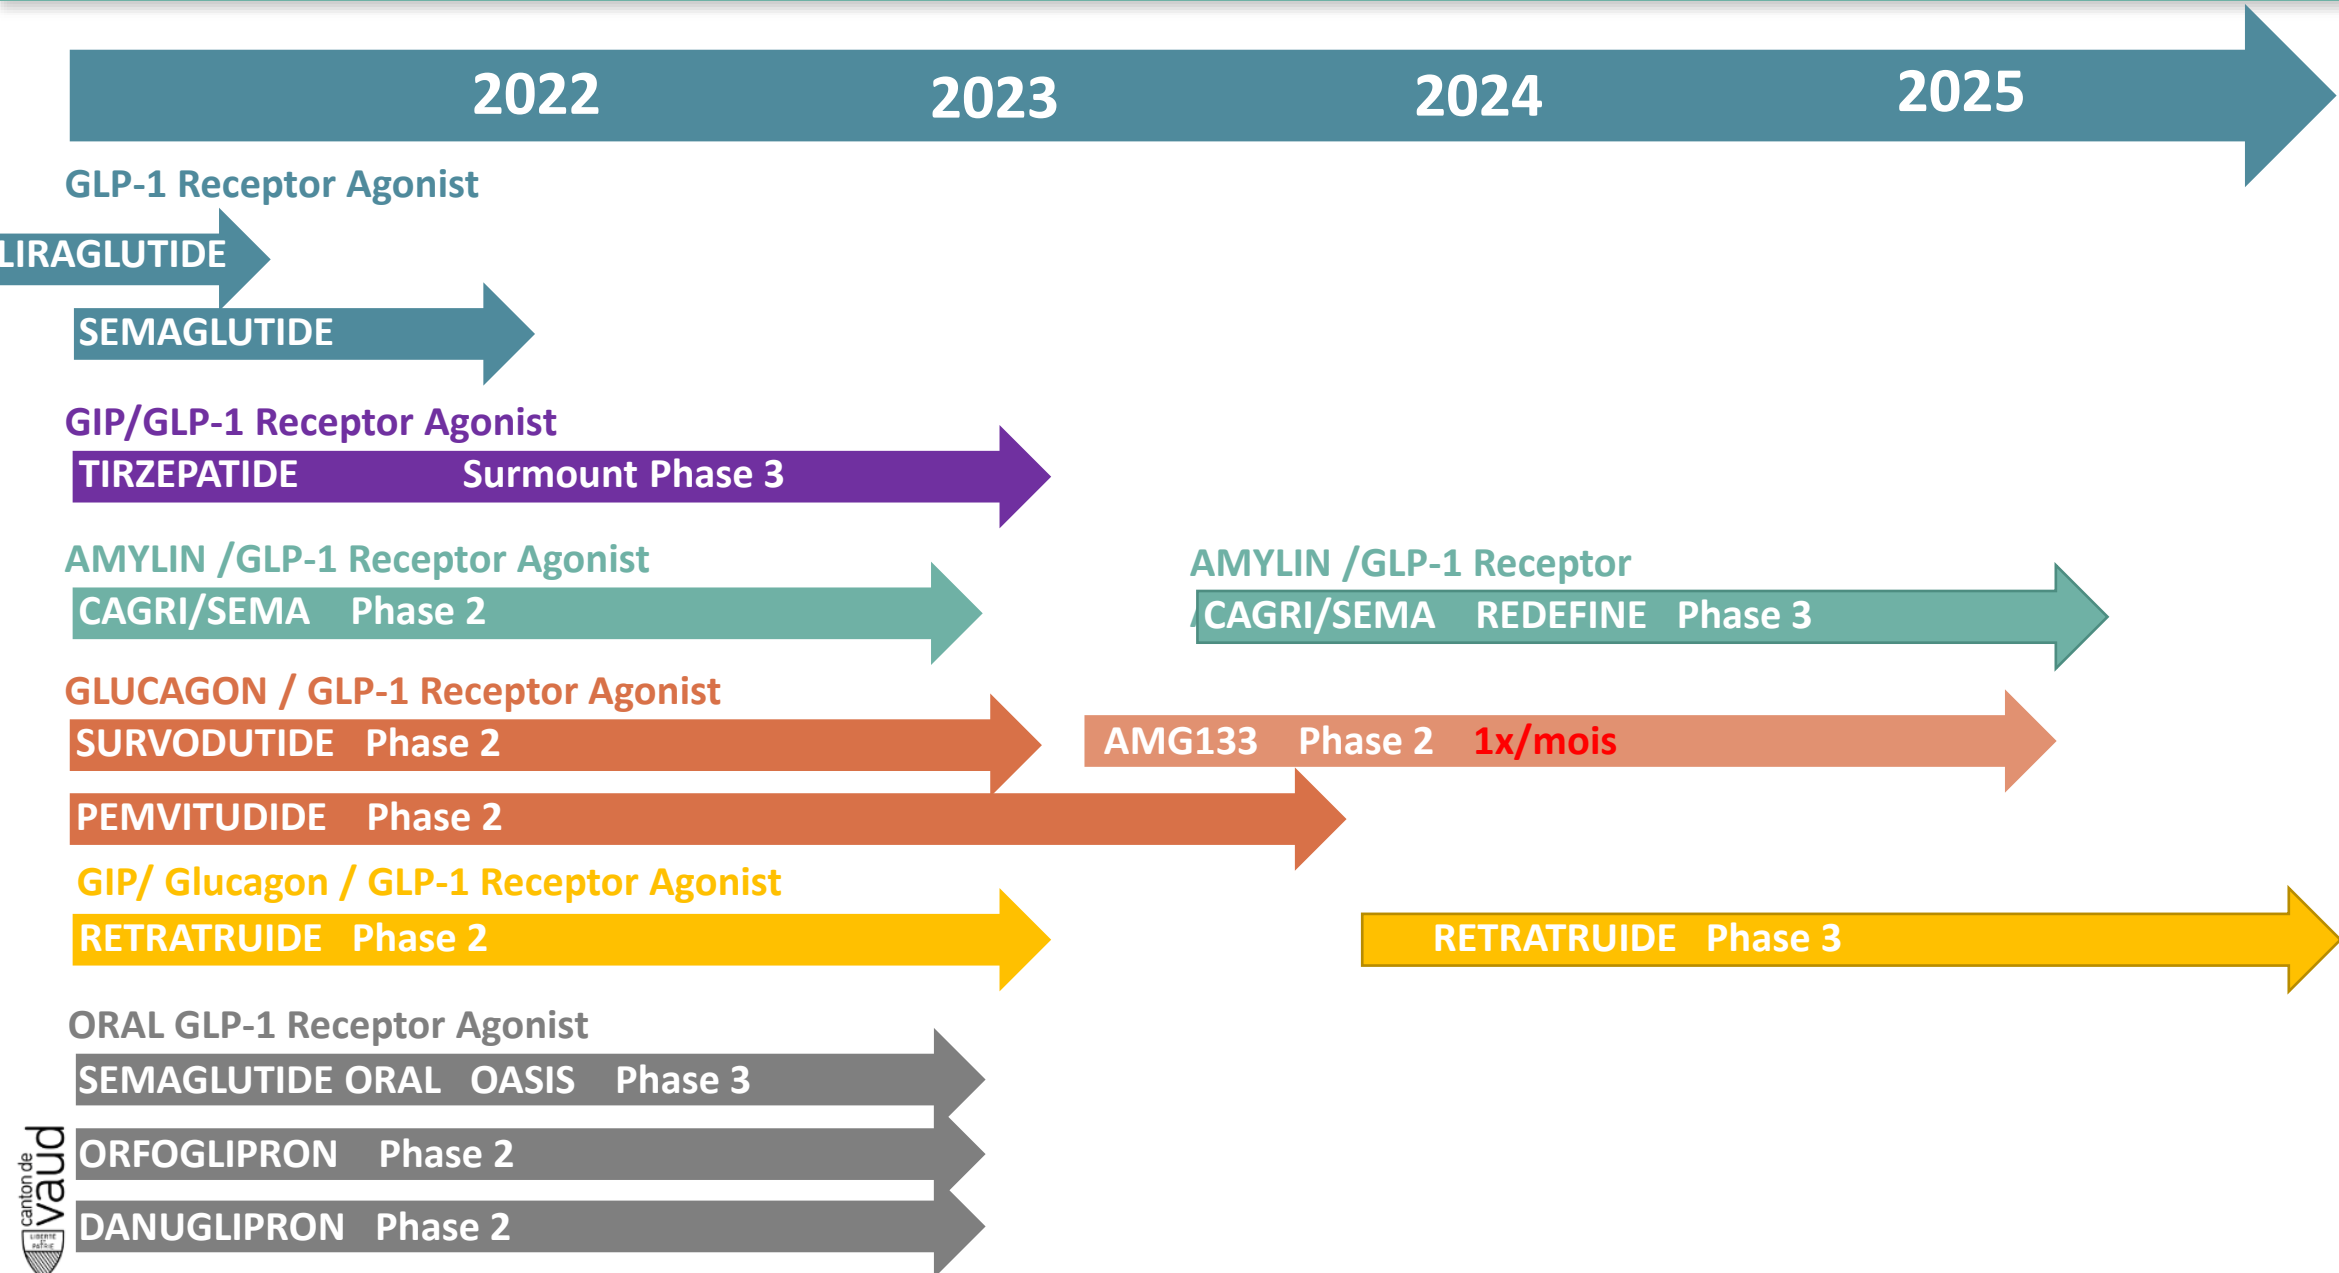 2022 2023 2024 2025
GLP-1 Receptor Agonist
LIRAGLUTIDE
SEMAGLUTIDE
GIP/GLP-1 Receptor Agonist
TIRZEPATIDE Surmount Phase 3
AMYLIN /GLP-1 Receptor Agonist
CAGRI/SEMA Phase 2
AMYLIN /GLP-1 Receptor
CAGRI/SEMA REDEFINE Phase 3
GLUCAGON / GLP-1 Receptor Agonist
SURVODUTIDE Phase 2
AMG133 Phase 2 1x/mois
PEMVITUDIDE Phase 2
GIP/ Glucagon / GLP-1 Receptor Agonist
RETRATRUIDE Phase 2
RETRATRUIDE Phase 3
ORAL GLP-1 Receptor Agonist
SEMAGLUTIDE ORAL OASIS Phase 3
ORFOGLIPRON Phase 2
DANUGLIPRON Phase 2
canton de
vaud
LIBERTÉ
ET
PATRIE